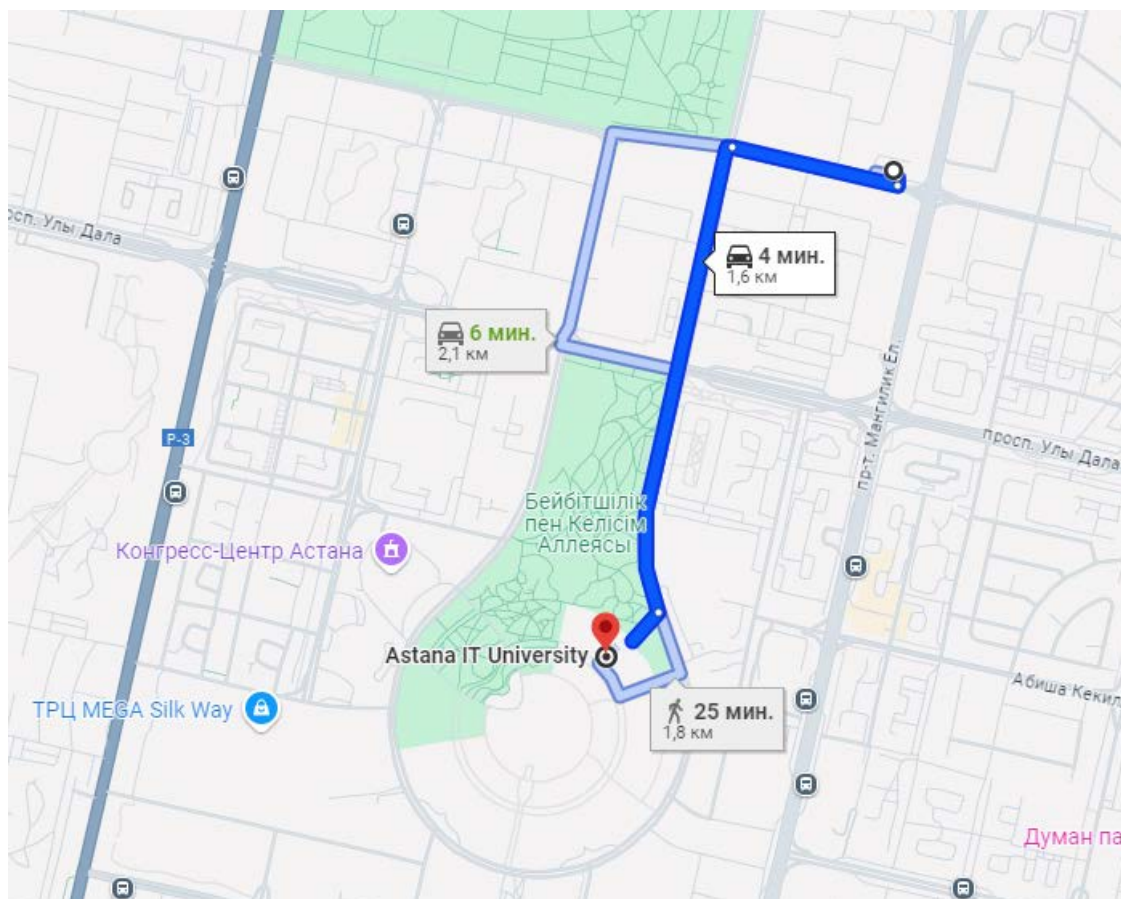 просп. Улы Дала
4 мин.
1,6 км
6 мин.
2,1 км
пр-т. Мангилик Ел
Р-3
просп. Улы Дала
Бейбітшілік
пен Келісім
Аллеясы
Конгресс-Центр Астана
Astana IT University
Абиша Кекил
ТРЦ MEGA Silk Way
25 мин.
1,8 км
Думан па